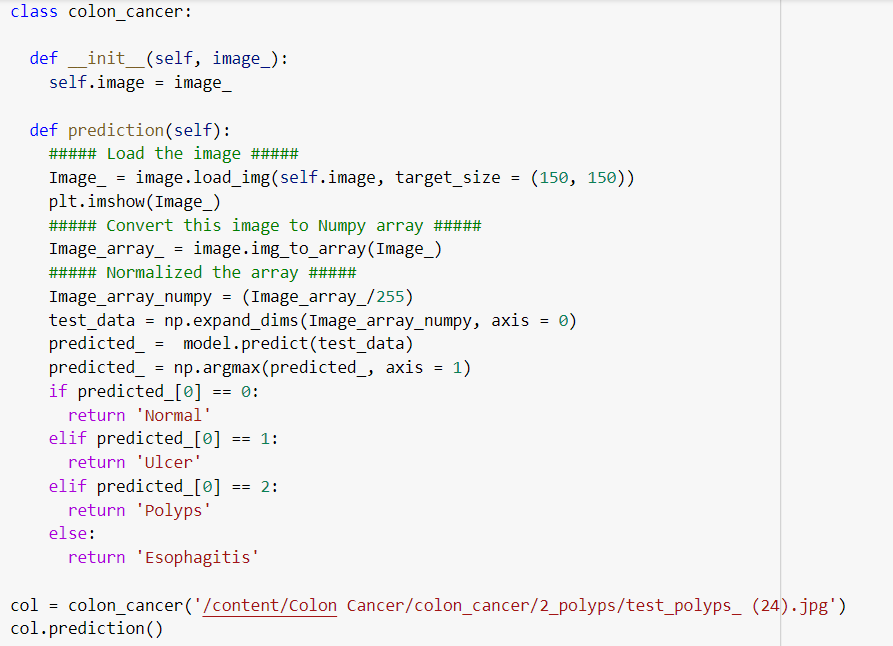 class colon_cancer:
def __init__(self, image_):
self.image = image_
def prediction(self):
##### Load the image #####
Image_ = image.load_img(self.image, target_size = (150, 150))
plt.imshow(Image_)
##### Convert this image to Numpy array #####
Image_array_ = image.img_to_array(Image_)
##### Normalized the array #####
Image_array_numpy = (Image_array_/255)
test_data = np.expand_dims(Image_array_numpy, axis = 0)
predicted_ =  model.predict(test_data)
predicted_ = np.argmax(predicted_, axis = 1)
if predicted_[0] == 0:
return 'Normal'
elif predicted_[0] == 1:
return 'Ulcer'
elif predicted_[0] == 2:
return 'Polyps'
else:
return 'Esophagitis'
col = colon_cancer('/content/Colon Cancer/colon_cancer/2_polyps/test_polyps_ (24).jpg')
col.prediction()